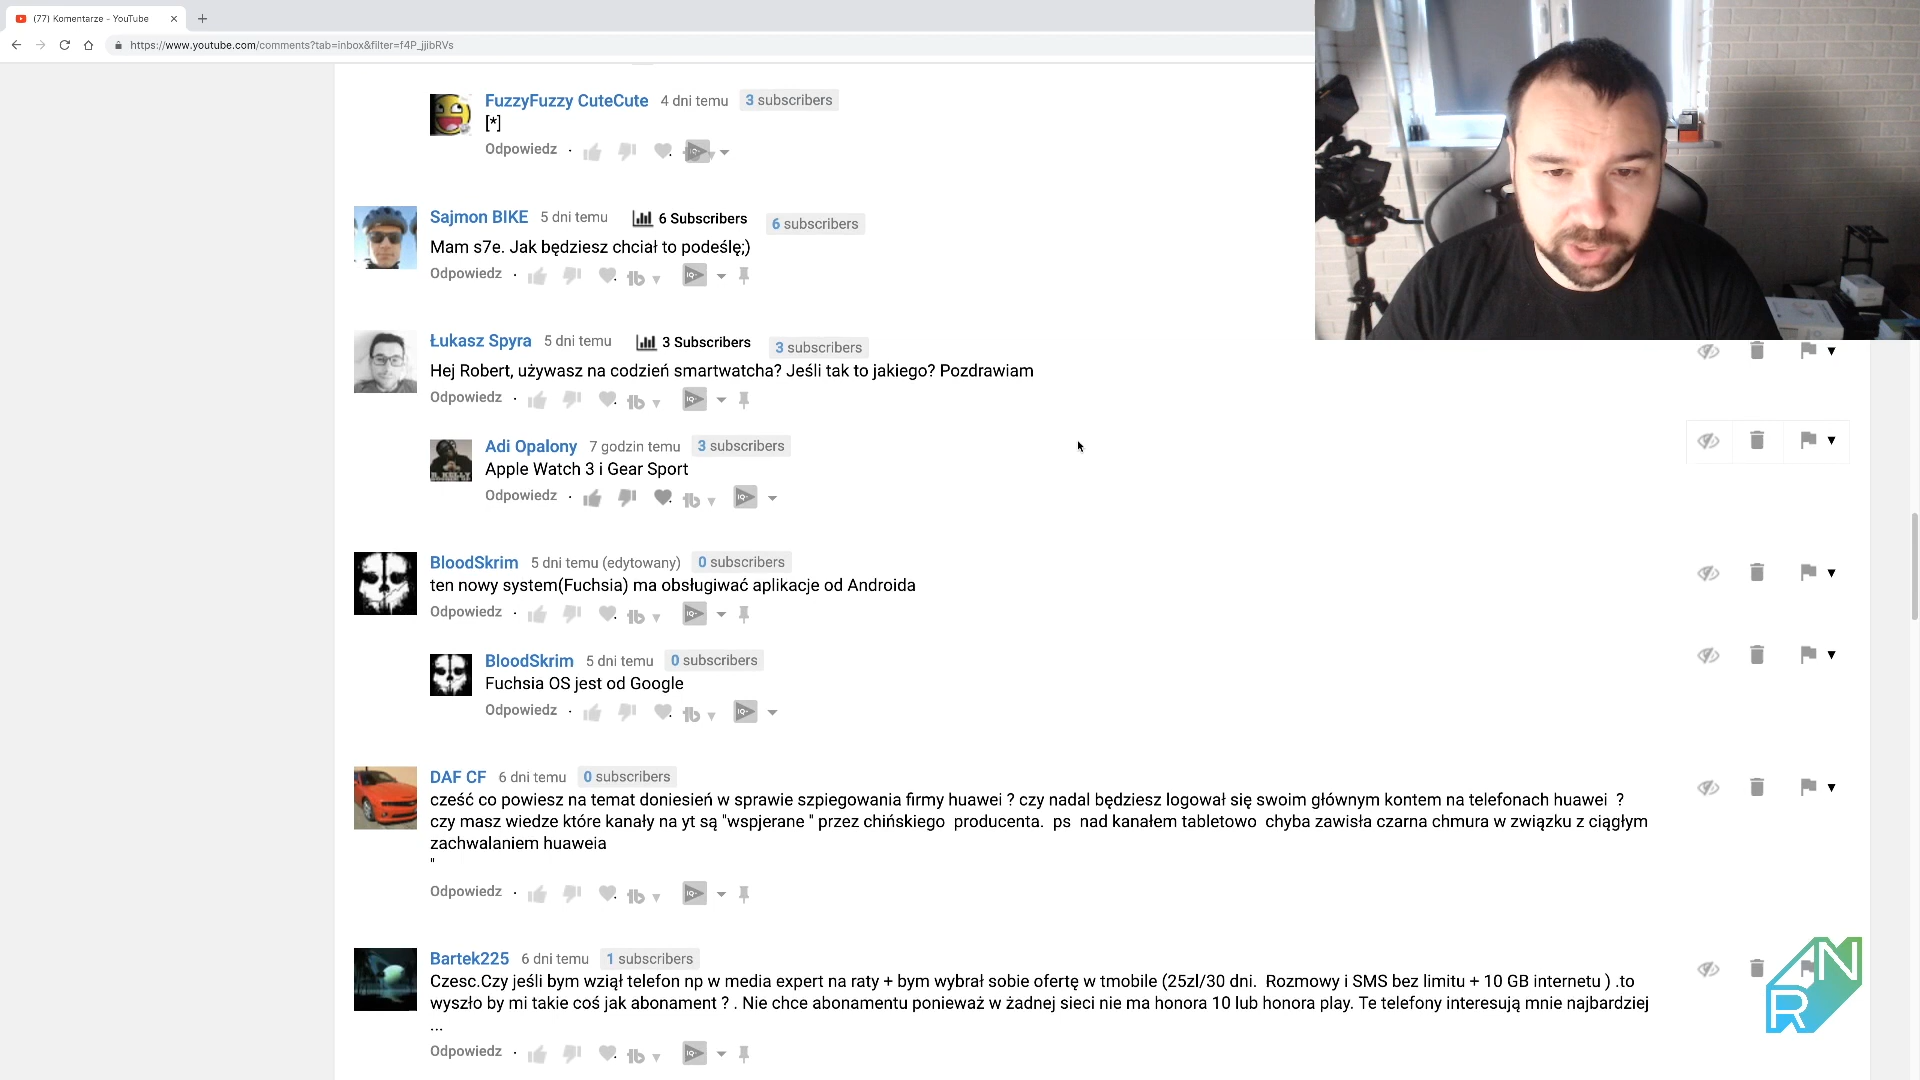 (77) Komentarze - YouTube
https://www.youtube.com/comments?tab=inbox&filter=f4P_jjibRVs
FuzzyFuzzy CuteCute 4 dni temu 3 subscribers
[*]
Odpowiedz
Sajmon BIKE 5 dni temu 6 Subscribers 6 subscribers
Mam s7e. Jak będziesz chciał to podeślę;)
Odpowiedz
Łukasz Spyra 5 dni temu 3 Subscribers 3 subscribers
Hej Robert, używasz na codzień smartwatcha? Jeśli tak to jakiego? Pozdrawiam
Odpowiedz
Adi Opalony 7 godzin temu 3 subscribers
Apple Watch 3 i Gear Sport
Odpowiedz
BloodSkrim 5 dni temu (edytowany) 0 subscribers
ten nowy system(Fuchsia) ma obsługiwać aplikacje od Androida
Odpowiedz
BloodSkrim 5 dni temu 0 subscribers
Fuchsia OS jest od Google
Odpowiedz
DAF CF 6 dni temu 0 subscribers
cześć co powiesz na temat doniesień w sprawie szpiegowania firmy huawei ? czy nadal będziesz logował się swoim głównym kontem na telefonach huawei ?
czy masz wiedze które kanały na yt są "wspjerane " przez chińskiego producenta. ps nad kanałem tabletowo chyba zawisła czarna chmura w związku z ciągłym
zachwalaniem huaweia
"
Odpowiedz
Bartek225 6 dni temu 1 subscribers
Czesc.Czy jeśli bym wziął telefon np w media expert na raty + bym wybrał sobie ofertę w tmobile (25zl/30 dni. Rozmowy i SMS bez limitu + 10 GB internetu ) .to
wyszło by mi takie coś jak abonament ? . Nie chce abonamentu ponieważ w żadnej sieci nie ma honora 10 lub honora play. Te telefony interesują mnie najbardziej
...
Odpowiedz
RN